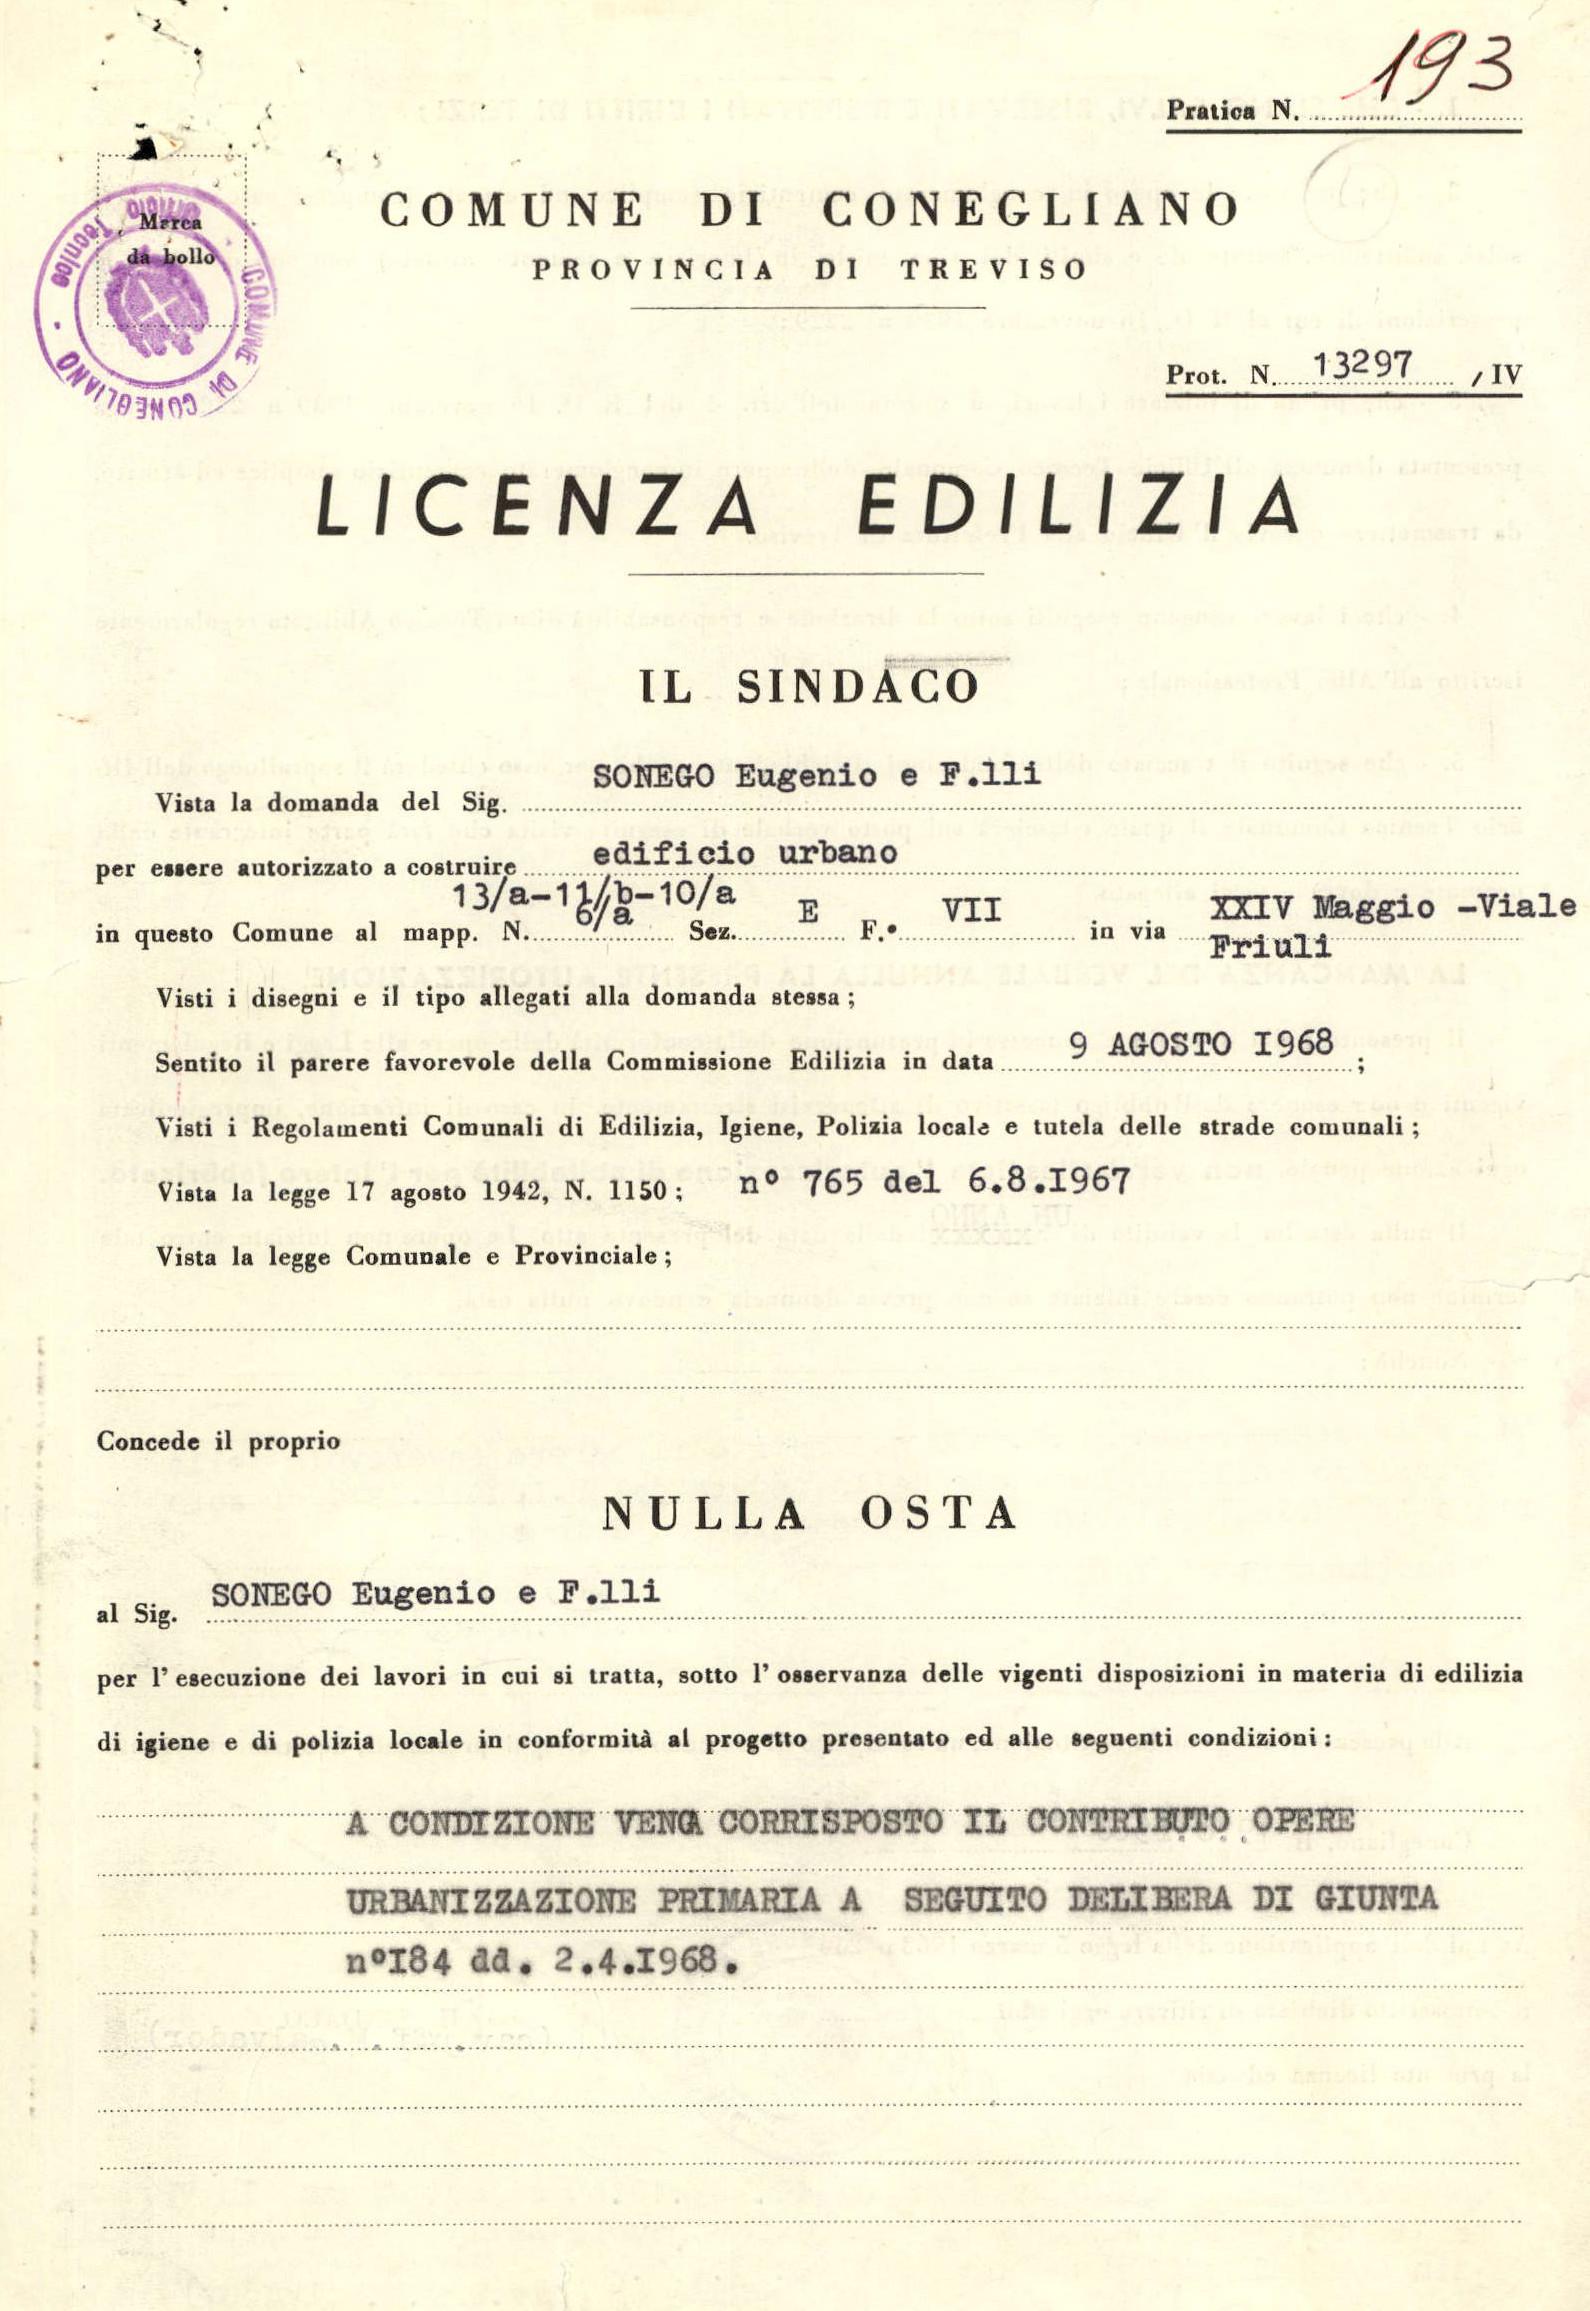 193
Pratica N.
Marca
da bollo
COMUNE DI CONEGLIANO
Ufficio Tecnico
COMUNE DI CONEGLIANO
PROVINCIA DI TREVISO
Prot. N. 13297 / IV
LICENZA EDILIZIA
IL SINDACO
SONEGO Eugenio e F.lli
Vista la domanda del Sig.
per essere autorizzato a costruire edificio urbano
13/a-11/b-10/a
in questo Comune al mapp. N. 6/a Sez. E F.° VII in via XXIV Maggio -Viale
Friuli
Visti i disegni e il tipo allegati alla domanda stessa ;
Sentito il parere favorevole della Commissione Edilizia in data 9 AGOSTO I968 ;
Visti i Regolamenti Comunali di Edilizia, Igiene, Polizia locale e tutela delle strade comunali ;
Vista la legge 17 agosto 1942, N. 1150 ; n° 765 del 6.8.I967
Vista la legge Comunale e Provinciale ;
Concede il proprio
NULLA OSTA
al Sig. SONEGO Eugenio e F.lli
per l'esecuzione dei lavori in cui si tratta, sotto l'osservanza delle vigenti disposizioni in materia di edilizia
di igiene e di polizia locale in conformità al progetto presentato ed alle seguenti condizioni :
A CONDIZIONE VENGA CORRISPOSTO IL CONTRIBUTO OPERE
URBANIZZAZIONE PRIMARIA A SEGUITO DELIBERA DI GIUNTA
n°I84 dd. 2.4.I968.